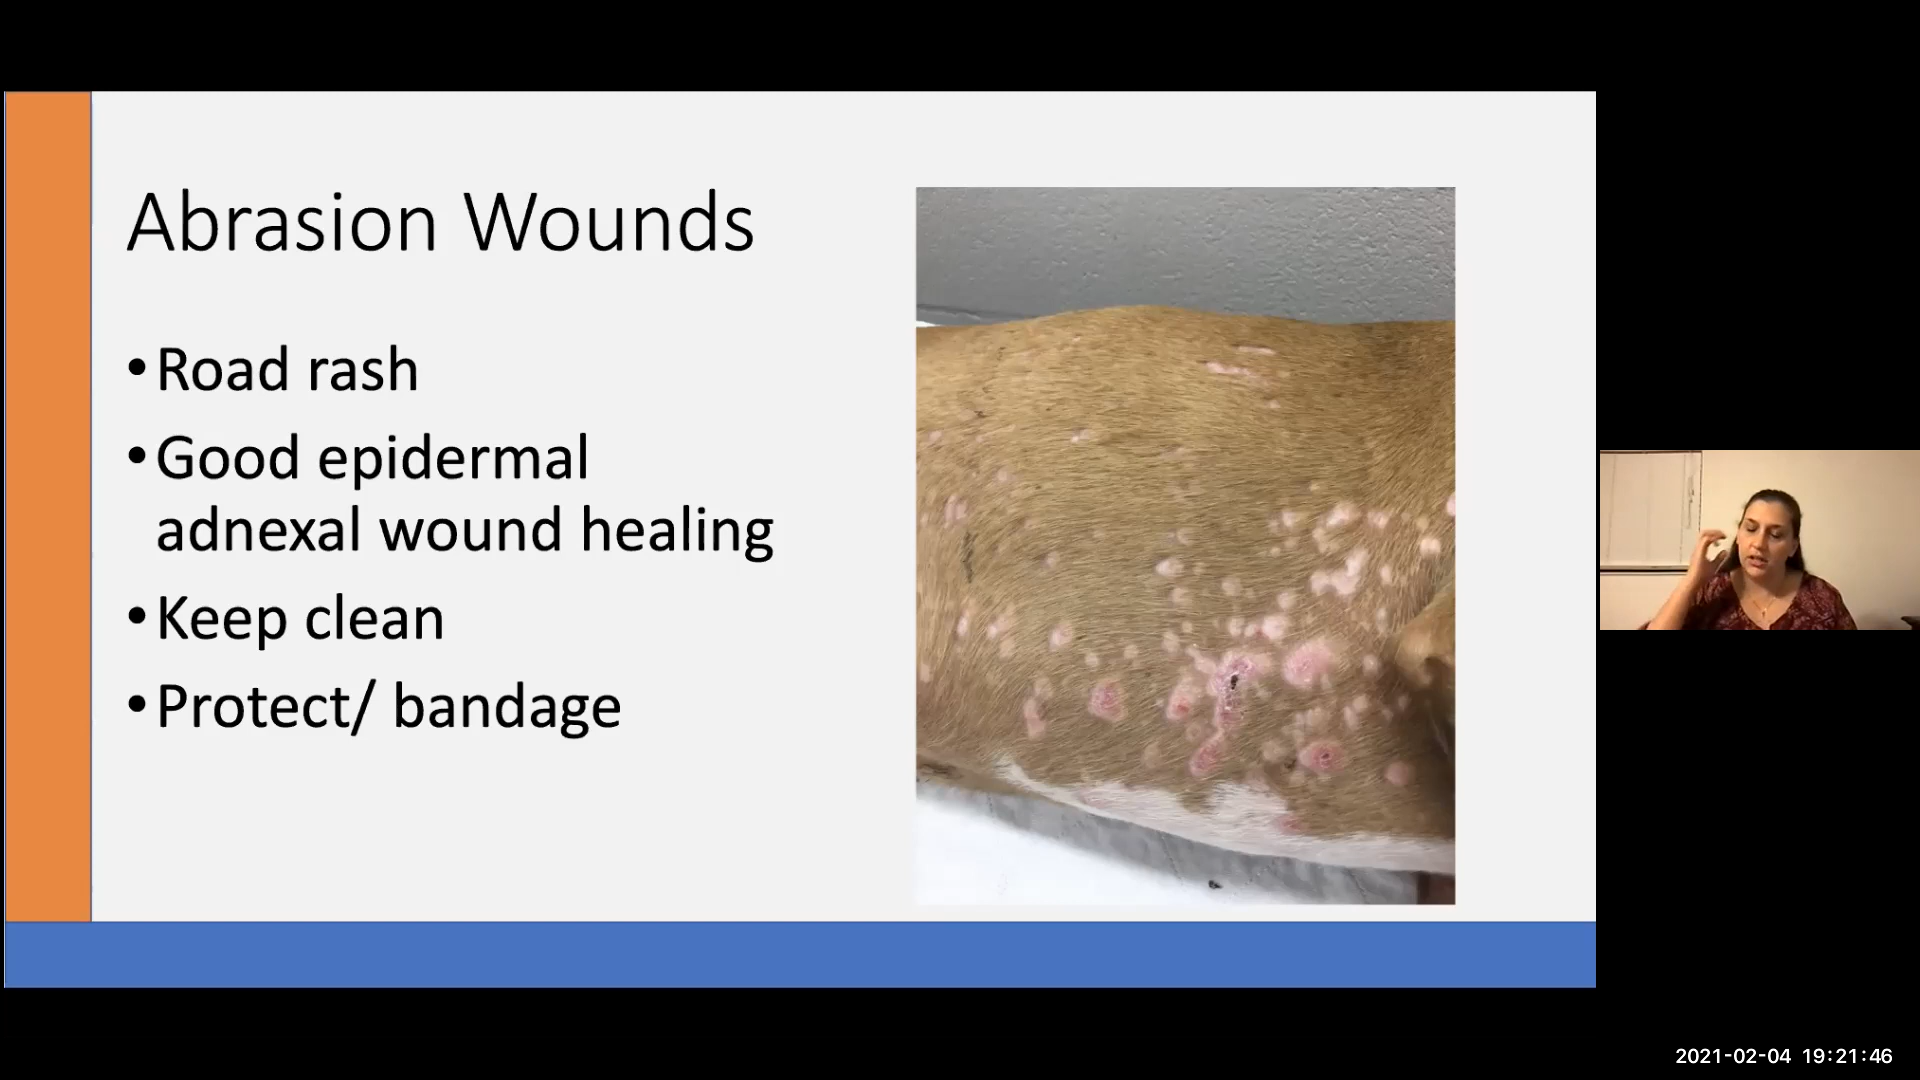 Abrasion Wounds
•Road rash
•Good epidermal
adnexal wound healing
•Keep clean
•Protect/ bandage
2021-02-04 19:21:46